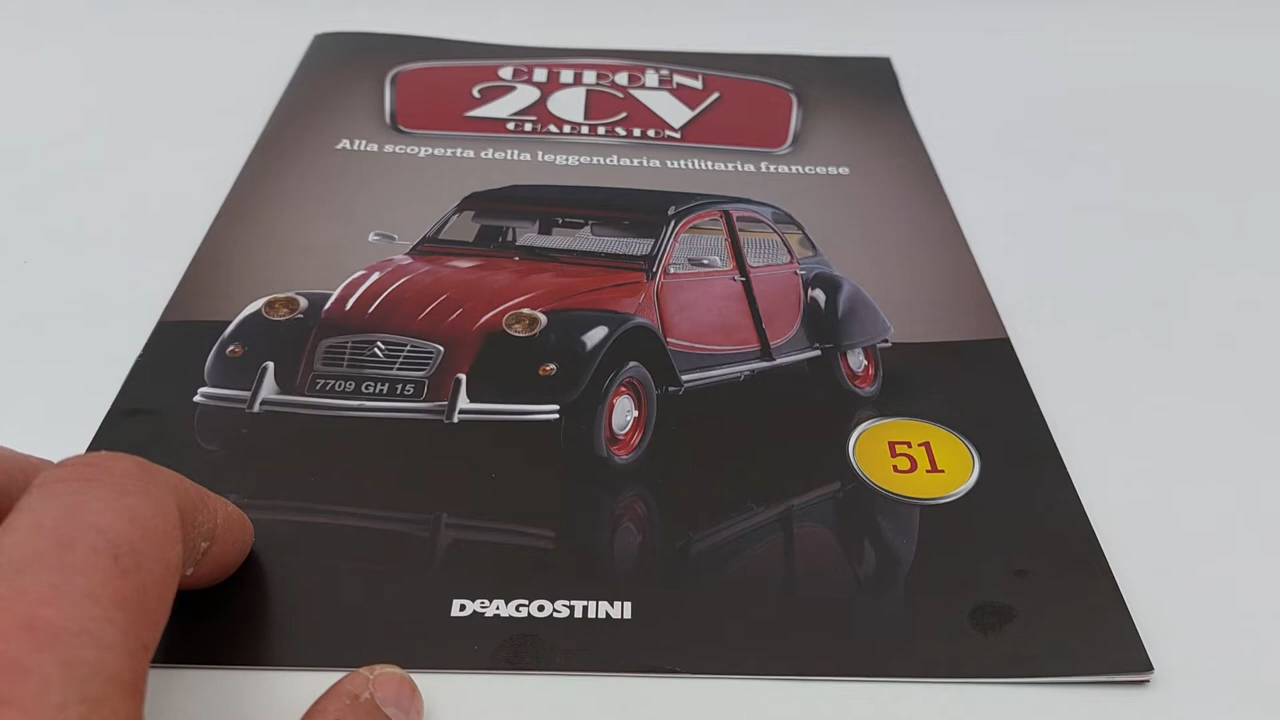 CITROËN
2CV
CHARLESTON
Alla scoperta della leggendaria utilitaria francese
7709 GH 15
51
DeAGOSTINI